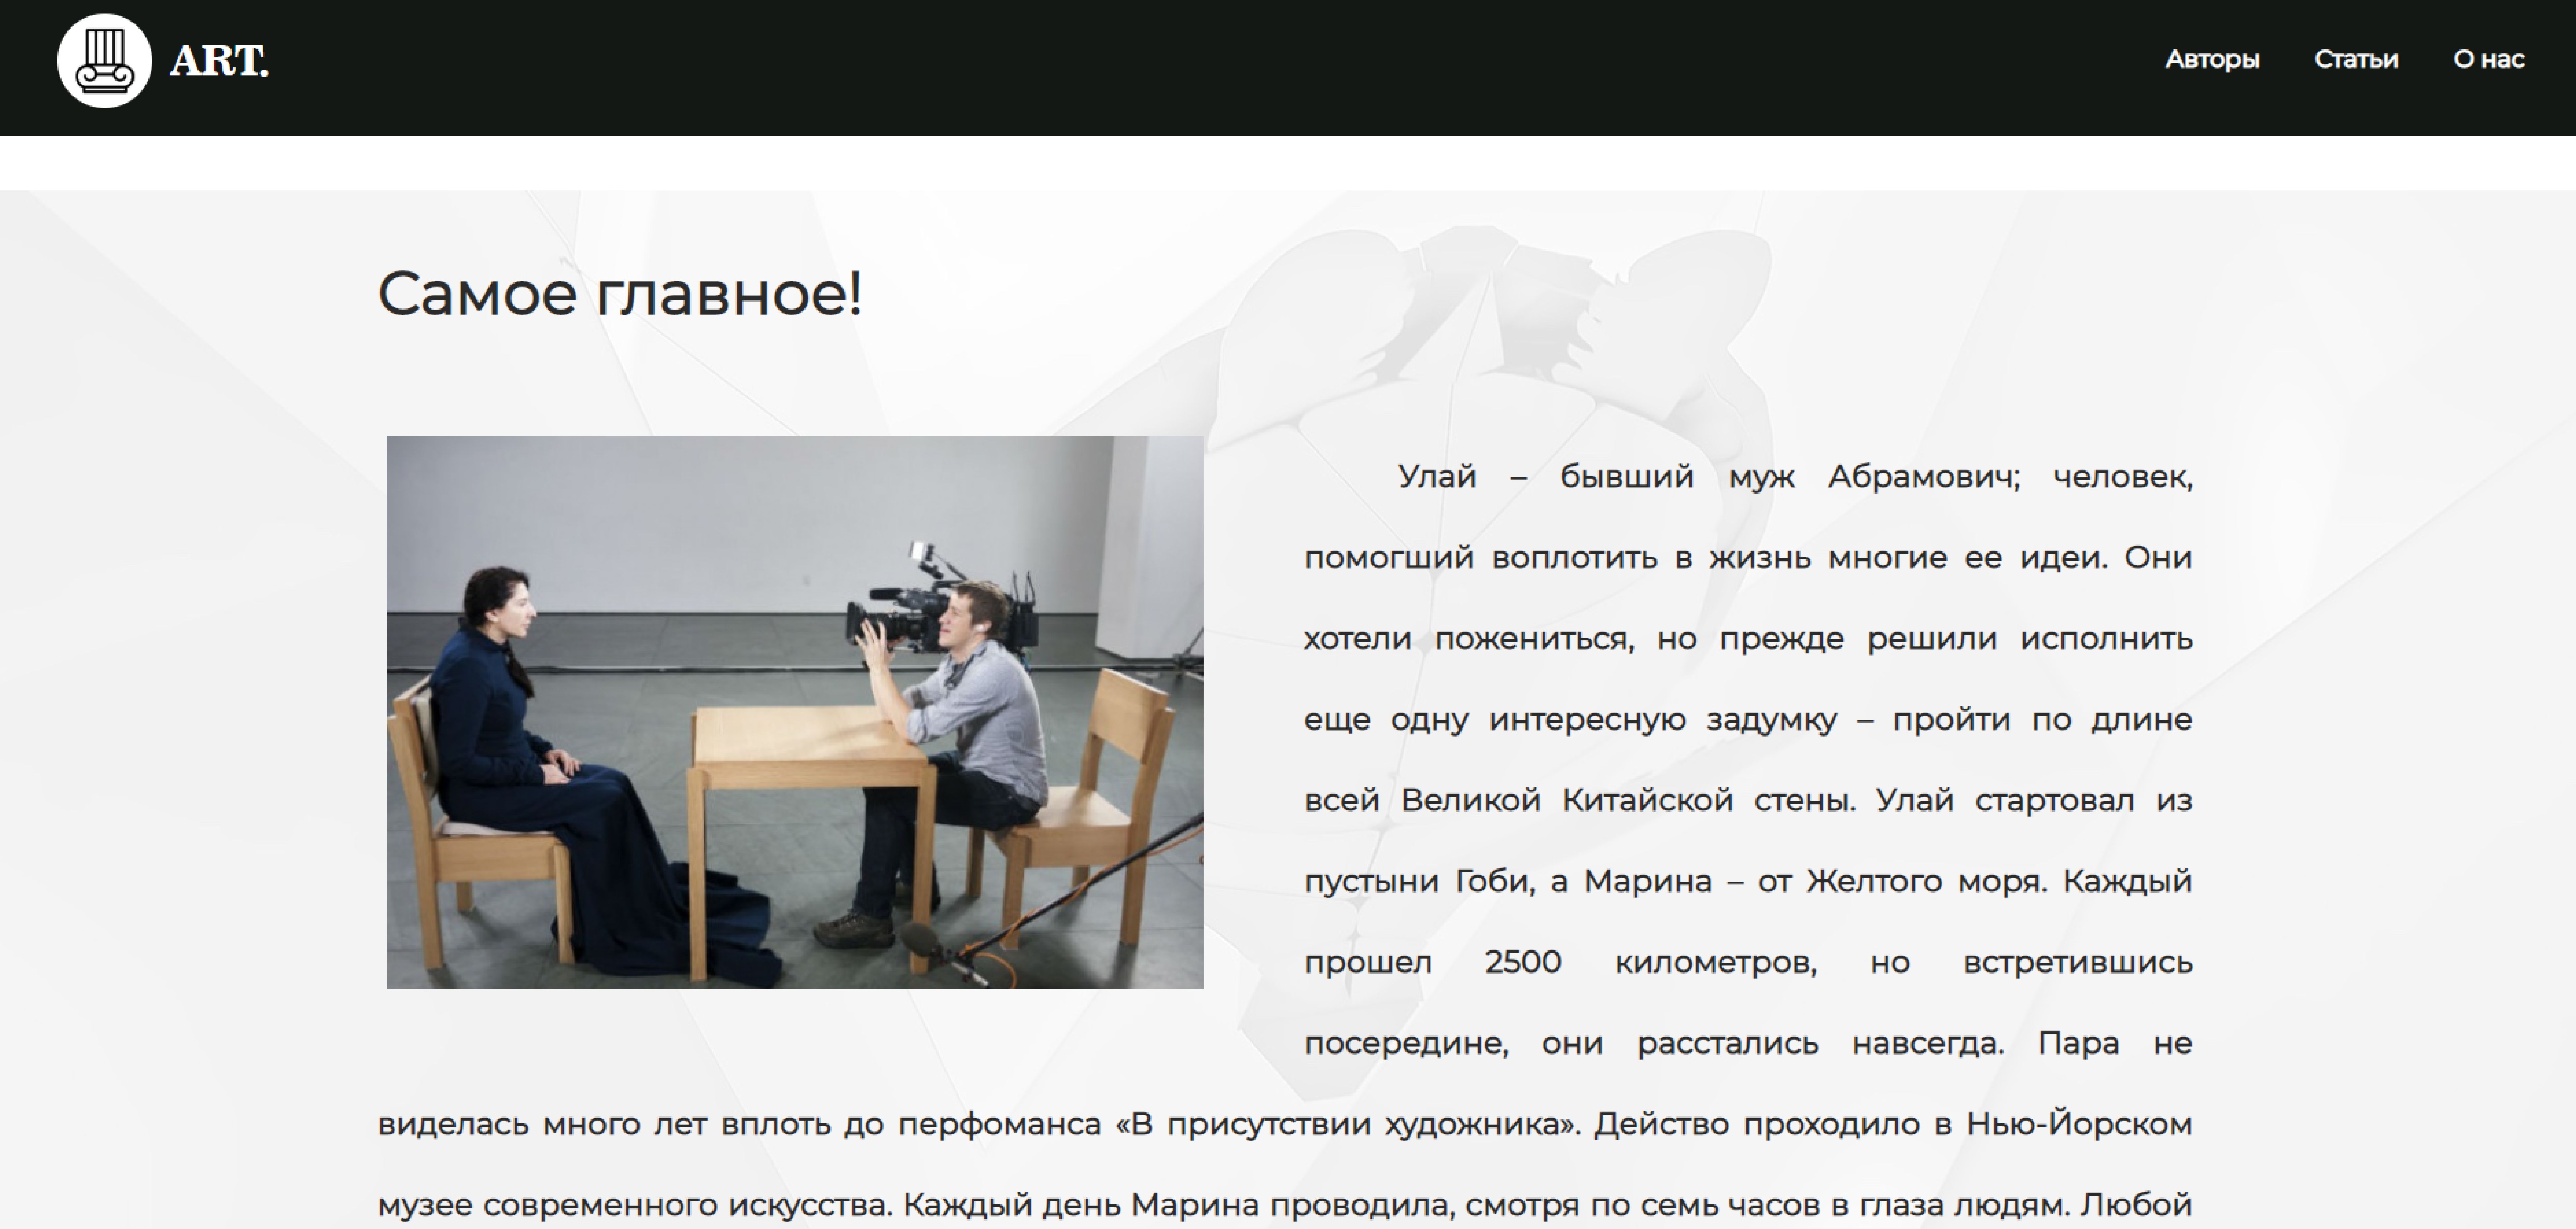 ART.
Авторы Статьи О нас
Самое главное!
Улай – бывший муж Абрамович; человек,
помогший воплотить в жизнь многие ее идеи. Они
хотели пожениться, но прежде решили исполнить
еще одну интересную задумку – пройти по длине
всей Великой Китайской стены. Улай стартовал из
пустыни Гоби, а Марина – от Желтого моря. Каждый
прошел 2500 километров, но встретившись
посередине, они расстались навсегда. Пара не
виделась много лет вплоть до перфоманса «В присутствии художника». Действо проходило в Нью-Йорском
музее современного искусства. Каждый день Марина проводила, смотря по семь часов в глаза людям. Любой